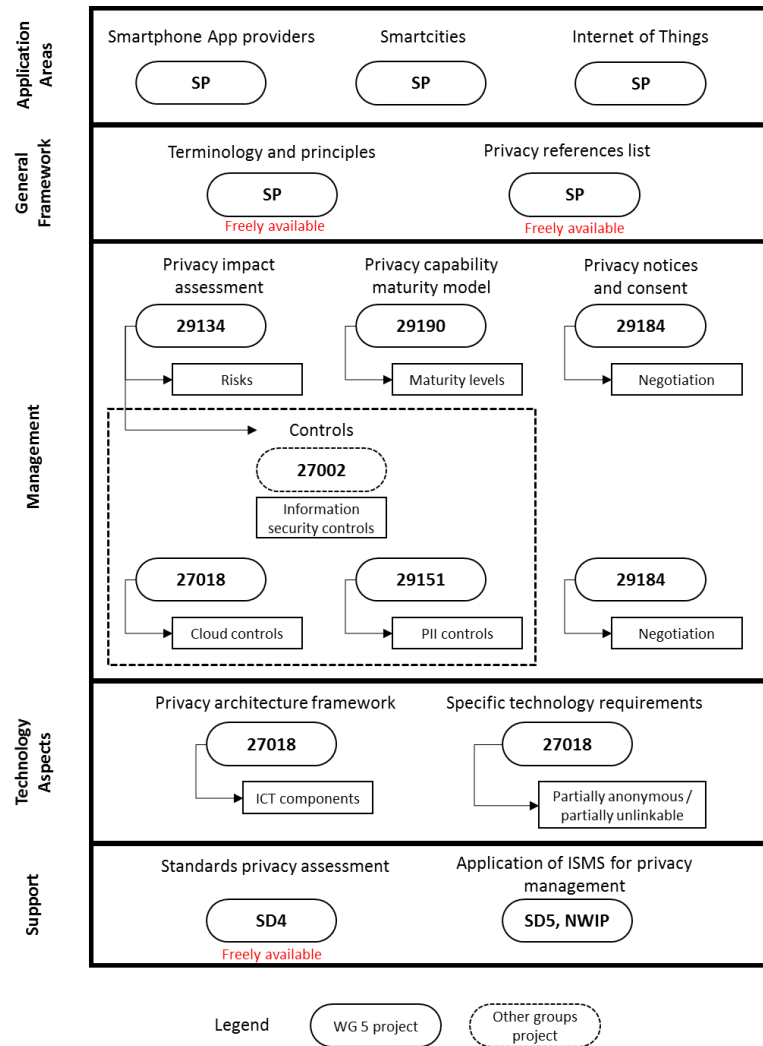 Application
Areas
Smartphone App providers
Smartcities
Internet of Things
SP
SP
SP
General
Framework
Terminology and principles
Privacy references list
SP
SP
Freely available
Freely available
Management
Privacy impact
assessment
Privacy capability
maturity model
Privacy notices
and consent
29134
29190
29184
Risks
Maturity levels
Negotiation
Controls
27002
Information
security controls
27018
29151
29184
Cloud controls
PII controls
Negotiation
Technology
Aspects
Privacy architecture framework
Specific technology requirements
27018
27018
ICT components
Partially anonymous /
partially unlinkable
Support
Standards privacy assessment
Application of ISMS for privacy
management
SD4
SD5, NWIP
Freely available
Legend
WG 5 project
Other groups
project